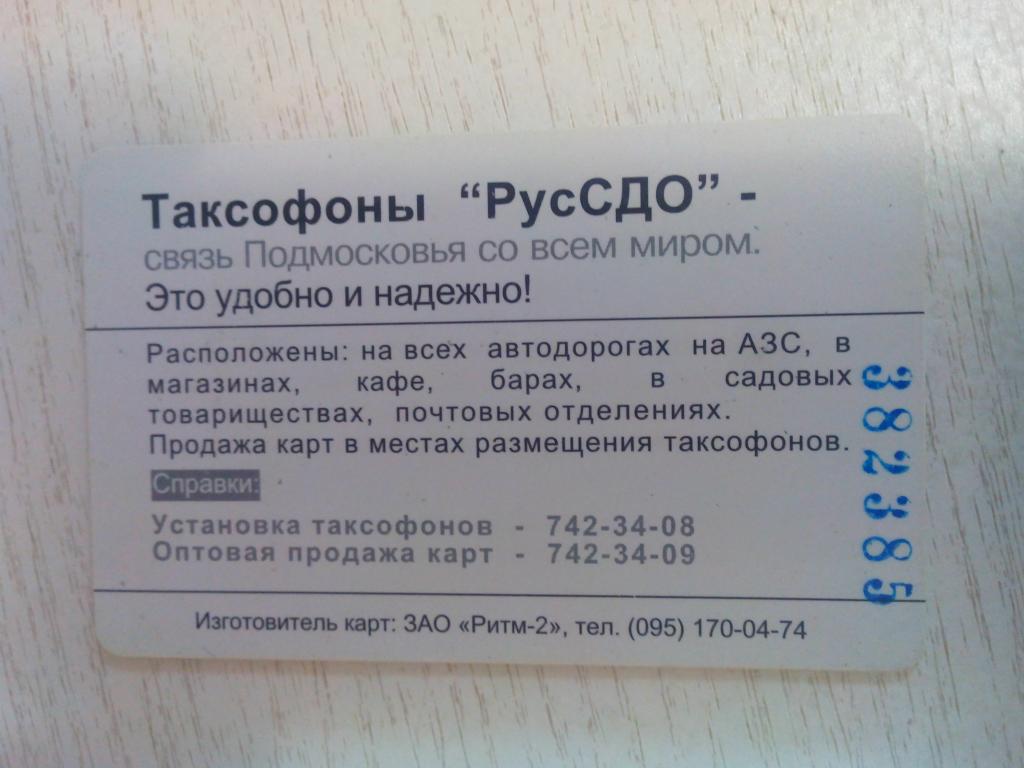 Таксофоны “РусСДО” -
связь Подмосковья со всем миром.
Это удобно и надежно!
Расположены: на всех автодорогах на АЗС, в
магазинах, кафе, барах, в садовых
товариществах, почтовых отделениях.
Продажа карт в местах размещения таксофонов.
Справки:
Установка таксофонов - 742-34-08
Оптовая продажа карт - 742-34-09
Изготовитель карт: ЗАО «Ритм-2», тел. (095) 170-04-74
382385